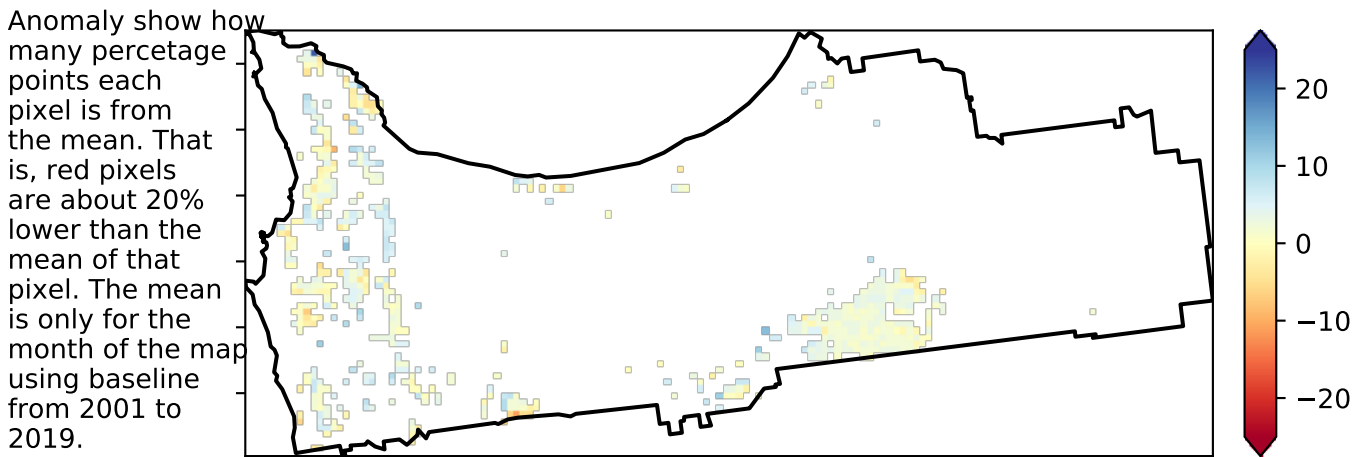 Anomaly show how
many percetage
points each
pixel is from
the mean. That
is, red pixels
are about 20%
lower than the
mean of that
pixel. The mean
is only for the
month of the map
using baseline
from 2001 to
2019.
20
10
0
−10
−20